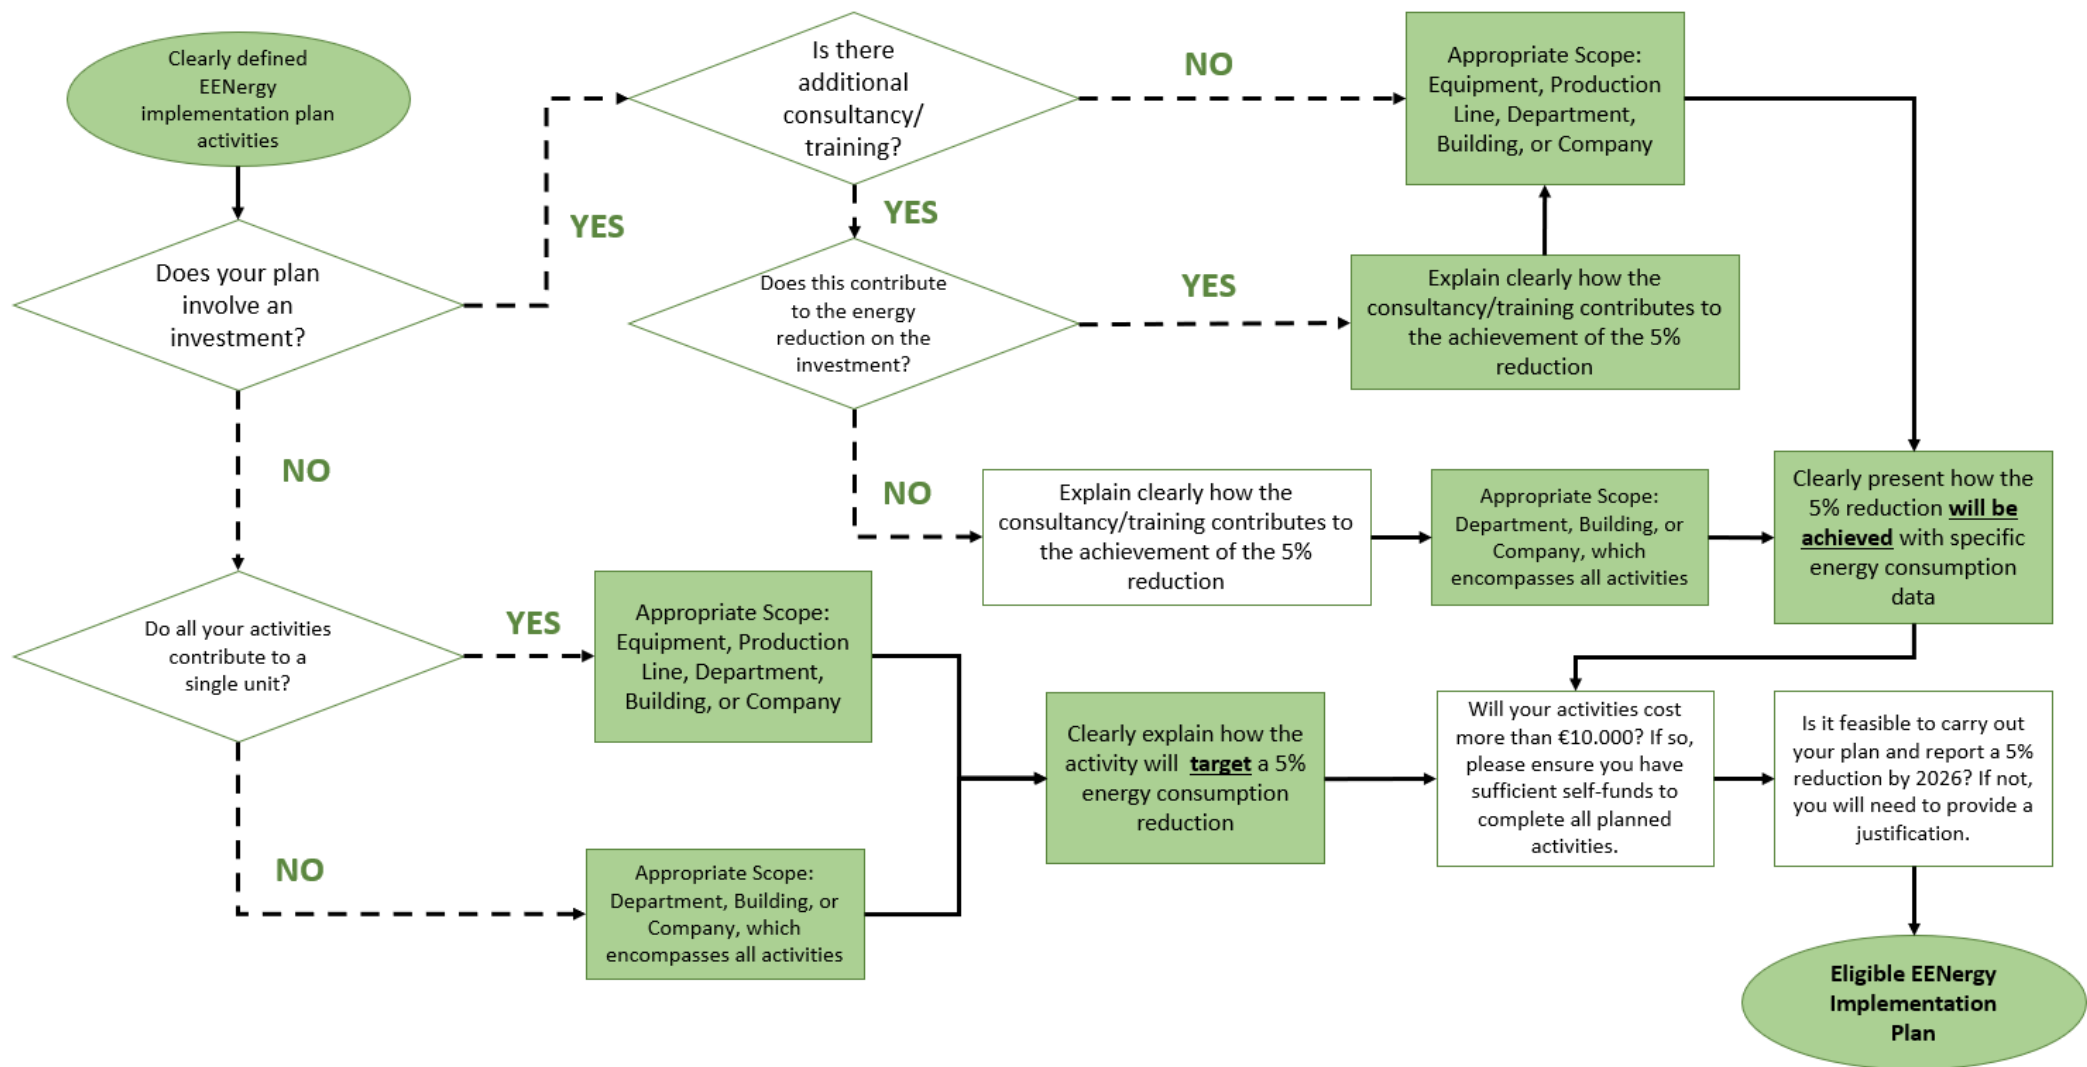 Clearly defined
EENergy
implementation plan
activities
Does your plan
involve an
investment?
YES
NO
Is there
additional
consultancy/
training?
NO
YES
Appropriate Scope:
Equipment, Production
Line, Department,
Building, or Company
Does this contribute
to the energy
reduction on the
investment?
YES
NO
Explain clearly how the
consultancy/training contributes to
the achievement of the 5%
reduction
Explain clearly how the
consultancy/training contributes to
the achievement of the 5%
reduction
Appropriate Scope:
Department, Building, or
Company, which
encompasses all activities
Clearly present how the
5% reduction will be
achieved with specific
energy consumption
data
Do all your activities
contribute to a
single unit?
YES
NO
Appropriate Scope:
Equipment, Production
Line, Department,
Building, or Company
Appropriate Scope:
Department, Building, or
Company, which
encompasses all activities
Clearly explain how the
activity will target a 5%
energy consumption
reduction
Will your activities cost
more than €10.000? If so,
please ensure you have
sufficient self-funds to
complete all planned
activities.
Is it feasible to carry out
your plan and report a 5%
reduction by 2026? If not,
you will need to provide a
justification.
Eligible EENergy
Implementation
Plan